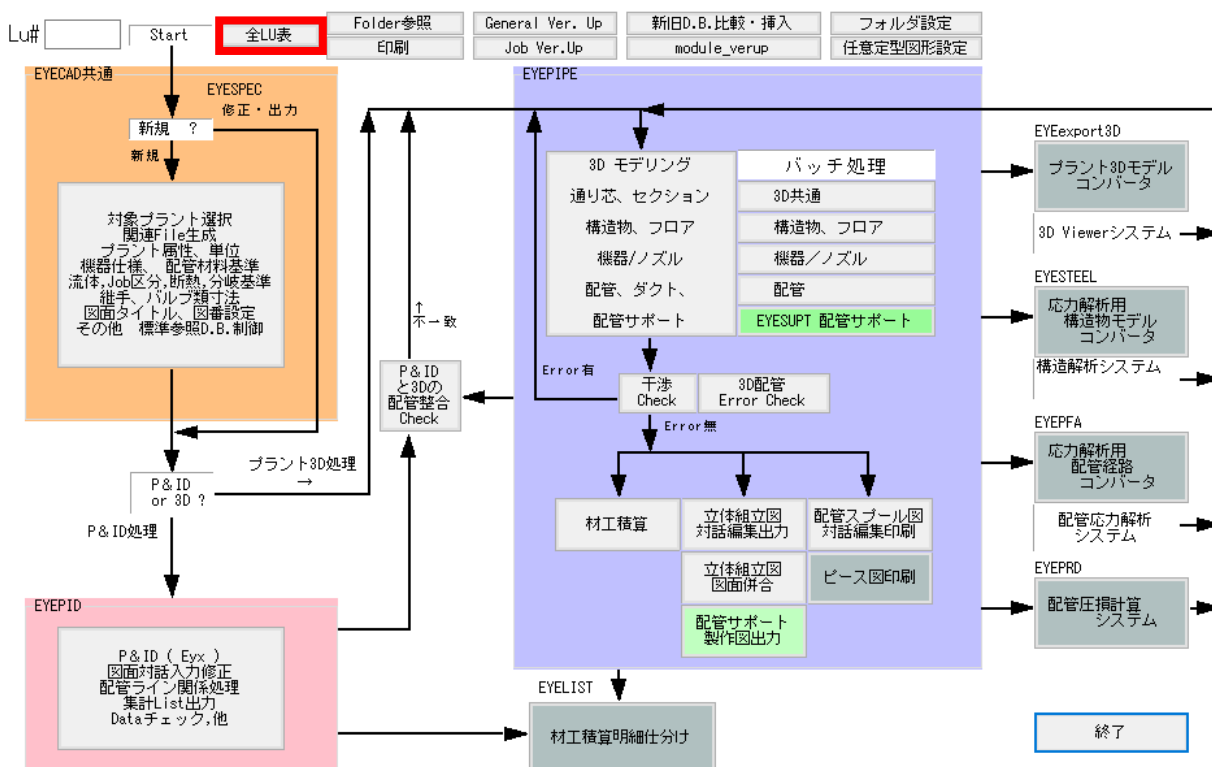 Lu#
Start
全LU表
Folder参照
印刷
General Ver. Up
Job Ver.Up
新旧D.B.比較・挿入
module_verup
フォルダ設定
任意定型図形設定
EYECAD共通
EYESPEC
修正・出力
新規 ?
新規
対象プラント選択
関連File生成
プラント属性、単位
機器仕様、配管材料基準
流体,Job区分,断熱,分岐基準
継手、バルブ類寸法
図面タイトル、図番設定
その他 標準参照D.B.制御
P&ID
or 3D ?
プラント3D処理
→
P&ID処理
EYEPID
P&ID ( Eyx )
図面対話入力修正
配管ライン関係処理
集計List出力
Dataチェック,他
↑
不一致
P&ID
と3Dの
配管整合
Check
EYEPIPE
3D モデリング
通り芯、セクション
構造物、フロア
機器/ノズル
配管、ダクト、
配管サポート
バッチ処理
3D共通
構造物、フロア
機器／ノズル
配管
EYESUPT 配管サポート
Error有
干渉
Check
3D配管
Error Check
Error無
材工積算
立体組立図
対話編集出力
配管スプール図
対話編集印刷
立体組立図
図面併合
ピース図印刷
配管サポート
製作図出力
EYELIST
材工積算明細仕分け
EYEexport3D
プラント3Dモデル
コンバータ
3D Viewerシステム
EYESTEEL
応力解析用
構造物モデル
コンバータ
構造解析システム
EYEPFA
応力解析用
配管経路
コンバータ
配管応力解析
システム
EYEPRD
配管圧損計算
システム
終了